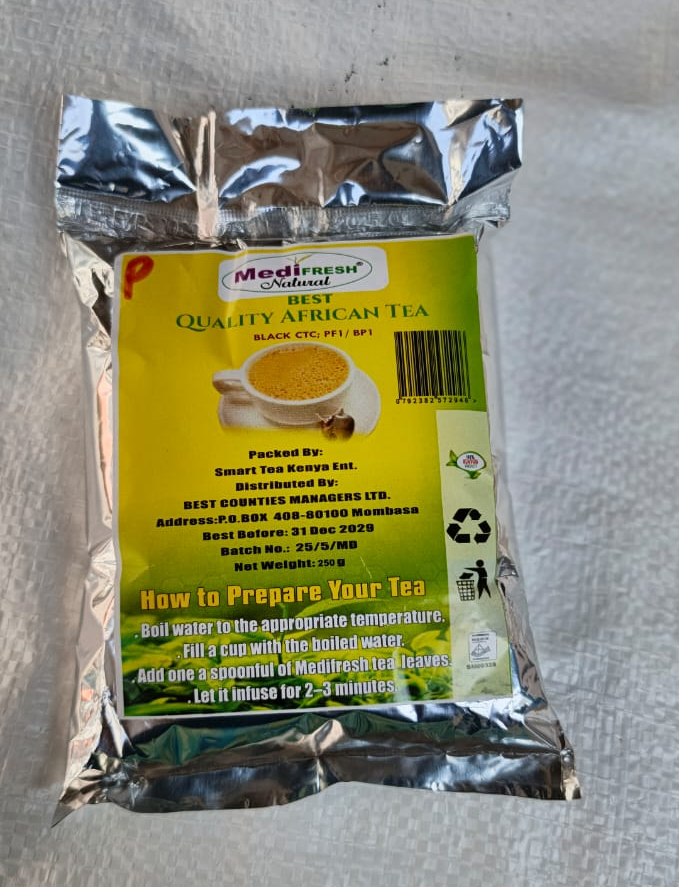 P
MediFRESH®
Natural
BEST
QUALITY AFRICAN TEA
BLACK CTC; PF1/ BP1
Packed By:
Smart Tea Kenya Ent.
Distributed By:
BEST COUNTIES MANAGERS LTD.
Address:P.O.BOX 408-80100 Mombasa
Best Before: 31 Dec 2029
Batch No.: 25/5/MD
Net Weight: 250 g
How to Prepare Your Tea
. Boil water to the appropriate temperature.
. Fill a cup with the boiled water.
. Add one a spoonful of Medifresh tea leaves.
. Let it infuse for 2–3 minutes